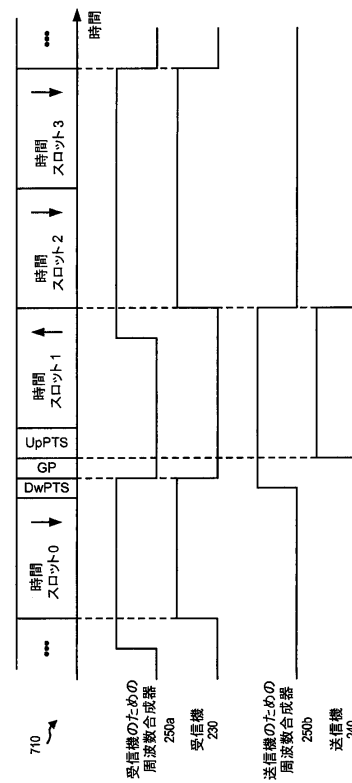 710
•••
時間
スロット0
DwPTS
GP
UpPTS
時間
スロット1
時間
スロット2
時間
スロット3
•••
時間
受信機のための
周波数合成器
250a
受信機
230
送信機のための
周波数合成器
250b
送信機
240